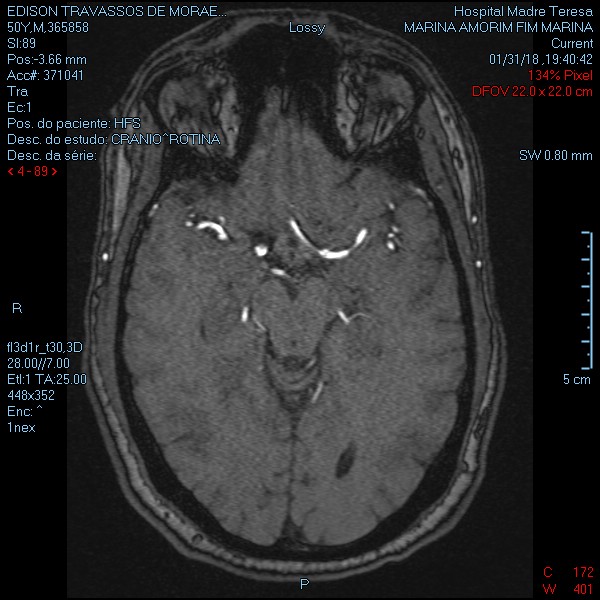 EDISON TRAVASSOS DE MORAE...
50Y,M,365858
Sl:89
Pos:-3.66 mm
Acc#: 371041
Tra
Ec:1
Pos. do paciente: HFS
Desc. do estudo: CRANIO^ROTINA
Desc. da série:
< 4 - 89 >
Lossy
Hospital Madre Teresa
MARINA AMORIM FIM MARINA
Current
01/31/18 ,19:40:42
134% Pixel
DFOV 22.0 x 22.0 cm
SW 0.80 mm
R
fl3d1r_t30,3D
28.00//7.00
Etl:1 TA:25.00
448x352
Enc: ^
1nex
5 cm
P
C 172
W 401